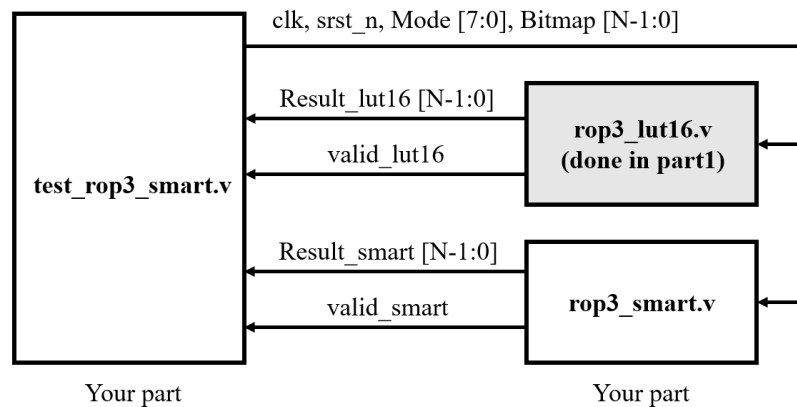 clk, srst_n, Mode [7:0], Bitmap [N-1:0]
Result_lut16 [N-1:0]
valid_lut16
rop3_lut16.v
(done in part1)
test_rop3_smart.v
Result_smart [N-1:0]
valid_smart
rop3_smart.v
Your part
Your part